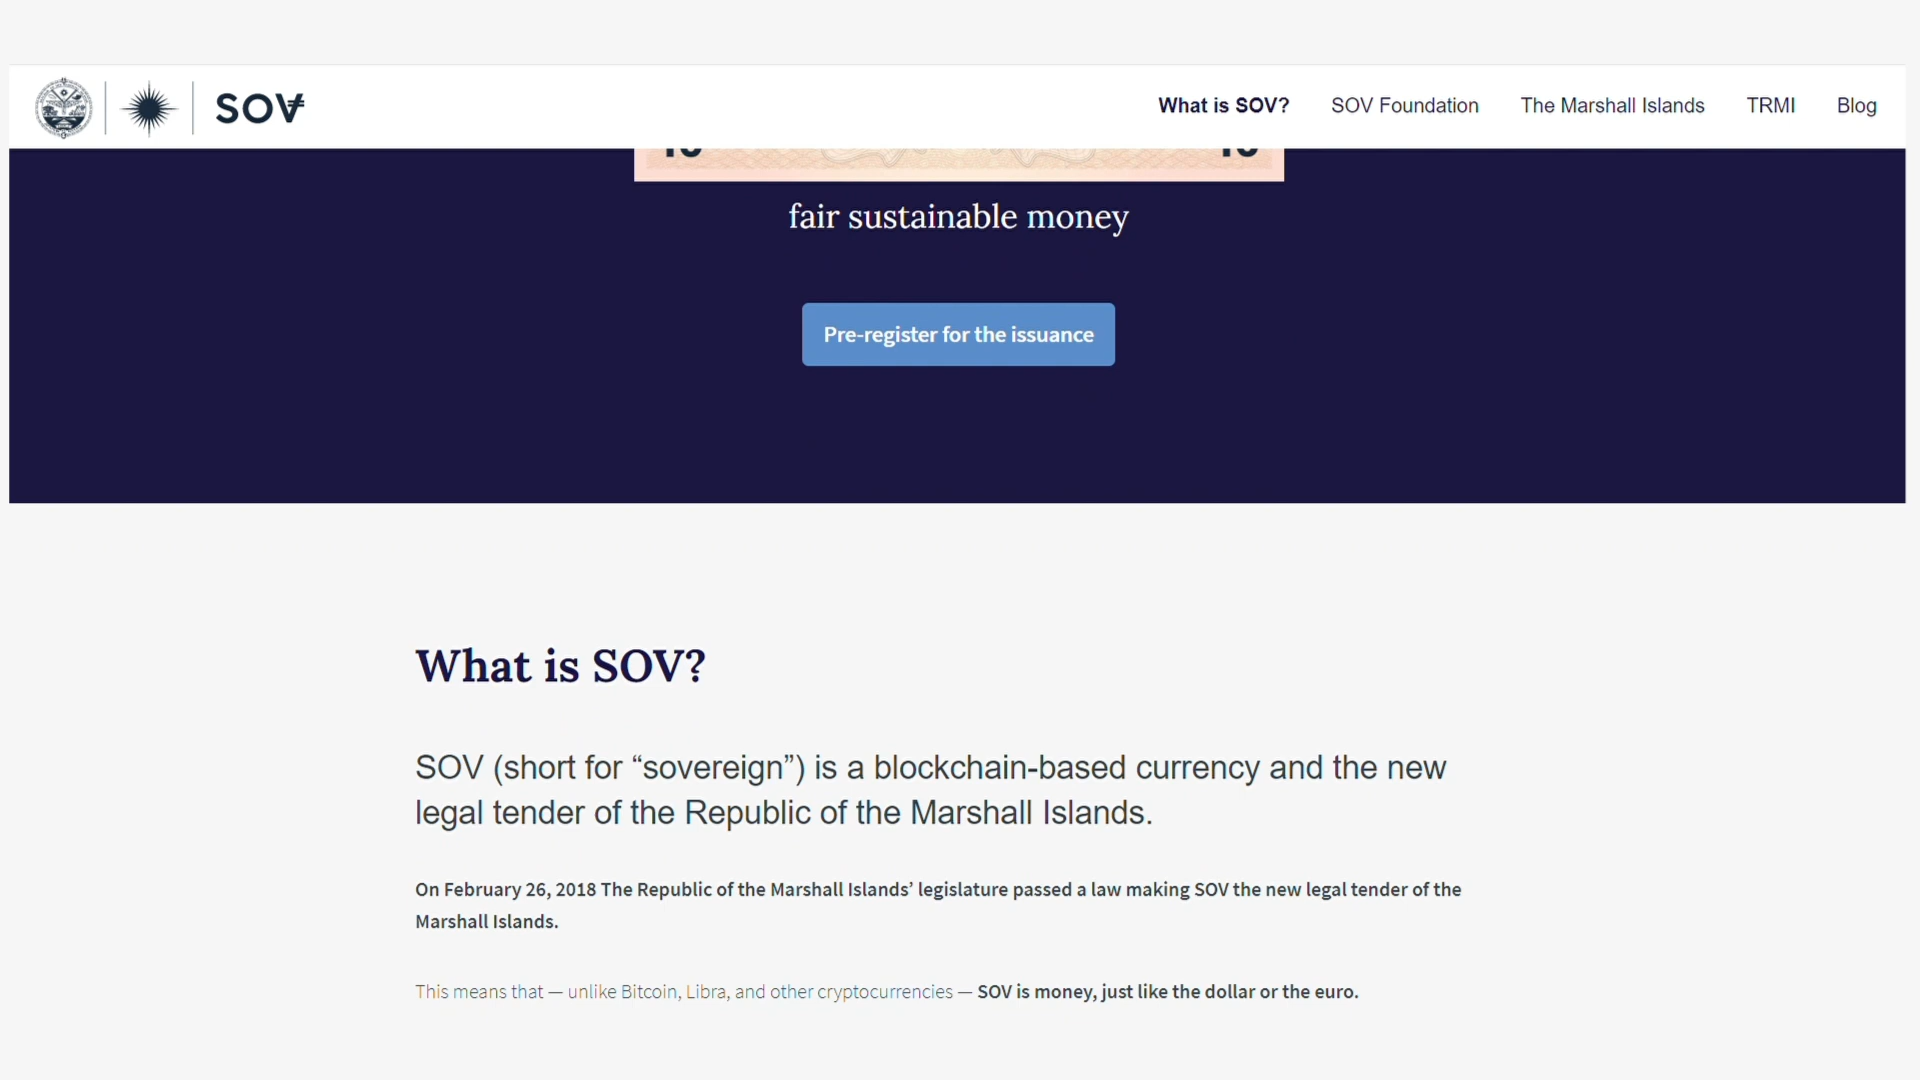 SOV
What is SOV? SOV Foundation The Marshall Islands TRMI Blog
fair sustainable money
Pre-register for the issuance
What is SOV?
SOV (short for “sovereign”) is a blockchain-based currency and the new
legal tender of the Republic of the Marshall Islands.
On February 26, 2018 The Republic of the Marshall Islands’ legislature passed a law making SOV the new legal tender of the
Marshall Islands.
This means that — unlike Bitcoin, Libra, and other cryptocurrencies — SOV is money, just like the dollar or the euro.